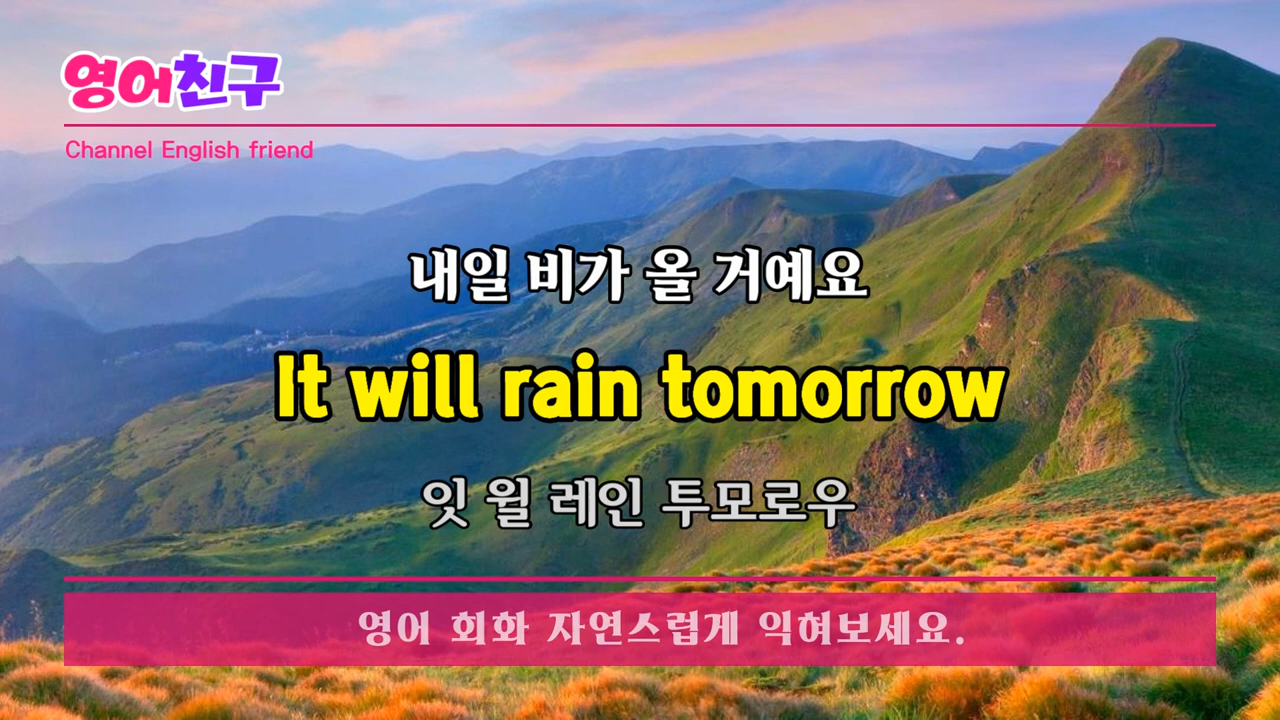 영어친구
Channel English friend
내일 비가 올 거예요
It will rain tomorrow
잇 윌 레인 투모로우
영어 회화 자연스럽게 익혀보세요.